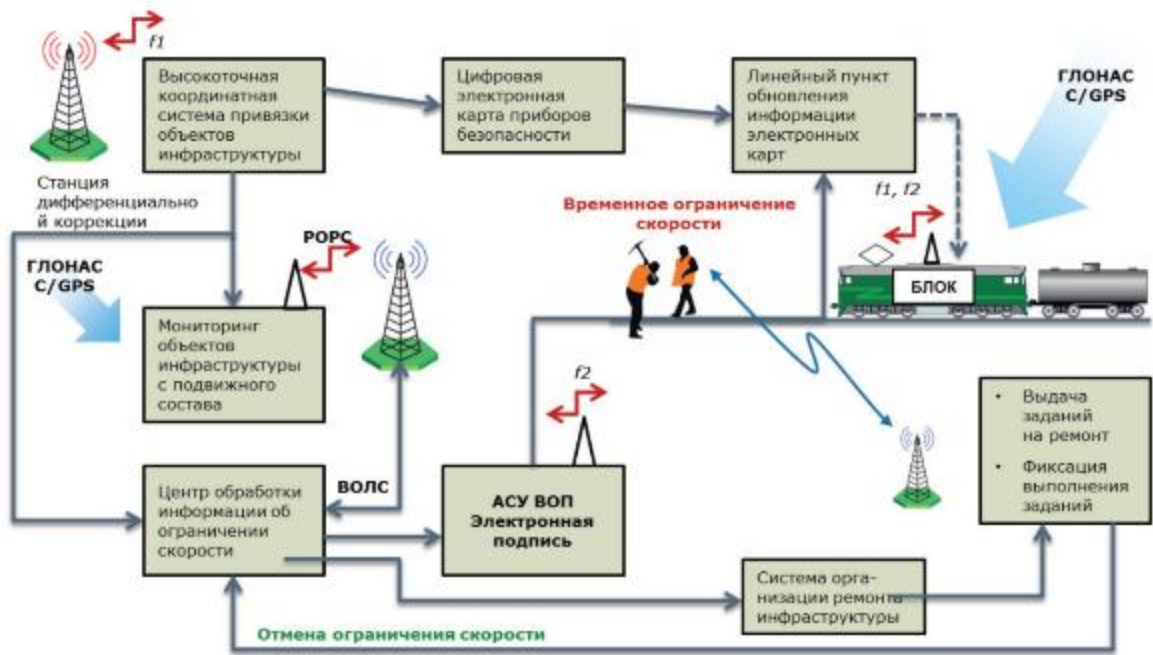 f1
Высокоточная
координатная
система привязки
объектов
инфраструктуры
Цифровая
электронная
карта приборов
безопасности
Линейный пункт
обновления
информации
электронных
карт
ГЛОНАС
С/GPS
Станция
дифференциально
й коррекции
f1, f2
Временное ограничение
скорости
РОРС
ГЛОНАС
С/GPS
БЛОК
Мониторинг
объектов
инфраструктуры
с подвижного
состава
f2
• Выдача
заданий
на ремонт
• Фиксация
выполнения
заданий
ВОЛС
Центр обработки
информации об
ограничении
скорости
АСУ ВОП
Электронная
подпись
Система орга-
низации ремонта
инфраструктуры
Отмена ограничения скорости